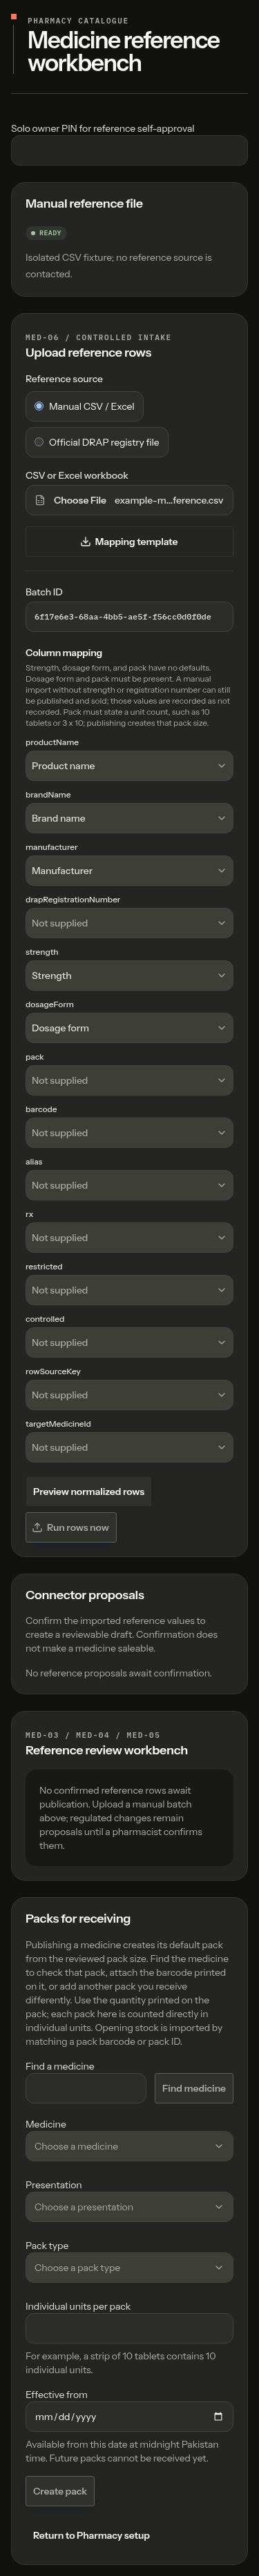 PHARMACY CATALOGUE
Medicine reference
workbench
Solo owner PIN for reference self-approval
Manual reference file
READY
Isolated CSV fixture; no reference source is
contacted.
MED-06 / CONTROLLED INTAKE
Upload reference rows
Reference source
Manual CSV / Excel
Official DRAP registry file
CSV or Excel workbook
Choose File example-m...ference.csv
Mapping template
Batch ID
6f17e6e3-68aa-4bb5-ae5f-f56cc0d0f0de
Column mapping
Strength, dosage form, and pack have no defaults.
Dosage form and pack must be present. A manual
import without strength or registration number can still
be published and sold; those values are recorded as not
recorded. Pack must state a unit count, such as 10
tablets or 3 x 10; publishing creates that pack size.
productName
Product name
brandName
Brand name
manufacturer
Manufacturer
drapRegistrationNumber
Not supplied
strength
Strength
dosageForm
Dosage form
pack
Not supplied
barcode
Not supplied
alias
Not supplied
rx
Not supplied
restricted
Not supplied
controlled
Not supplied
rowSourceKey
Not supplied
targetMedicineId
Not supplied
Preview normalized rows
Run rows now
Connector proposals
Confirm the imported reference values to
create a reviewable draft. Confirmation does
not make a medicine saleable.
No reference proposals await confirmation.
MED-03 / MED-04 / MED-05
Reference review workbench
No confirmed reference rows await
publication. Upload a manual batch
above; regulated changes remain
proposals until a pharmacist confirms
them.
Packs for receiving
Publishing a medicine creates its default pack
from the reviewed pack size. Find the medicine
to check that pack, attach the barcode printed
on it, or add another pack you receive
differently. Use the quantity printed on the
pack; each pack here is counted directly in
individual units. Opening stock is imported by
matching a pack barcode or pack ID.
Find a medicine
Find medicine
Medicine
Choose a medicine
Presentation
Choose a presentation
Pack type
Choose a pack type
Individual units per pack
For example, a strip of 10 tablets contains 10
individual units.
Effective from
mm/dd/yyyy
Available from this date at midnight Pakistan
time. Future packs cannot be received yet.
Create pack
Return to Pharmacy setup